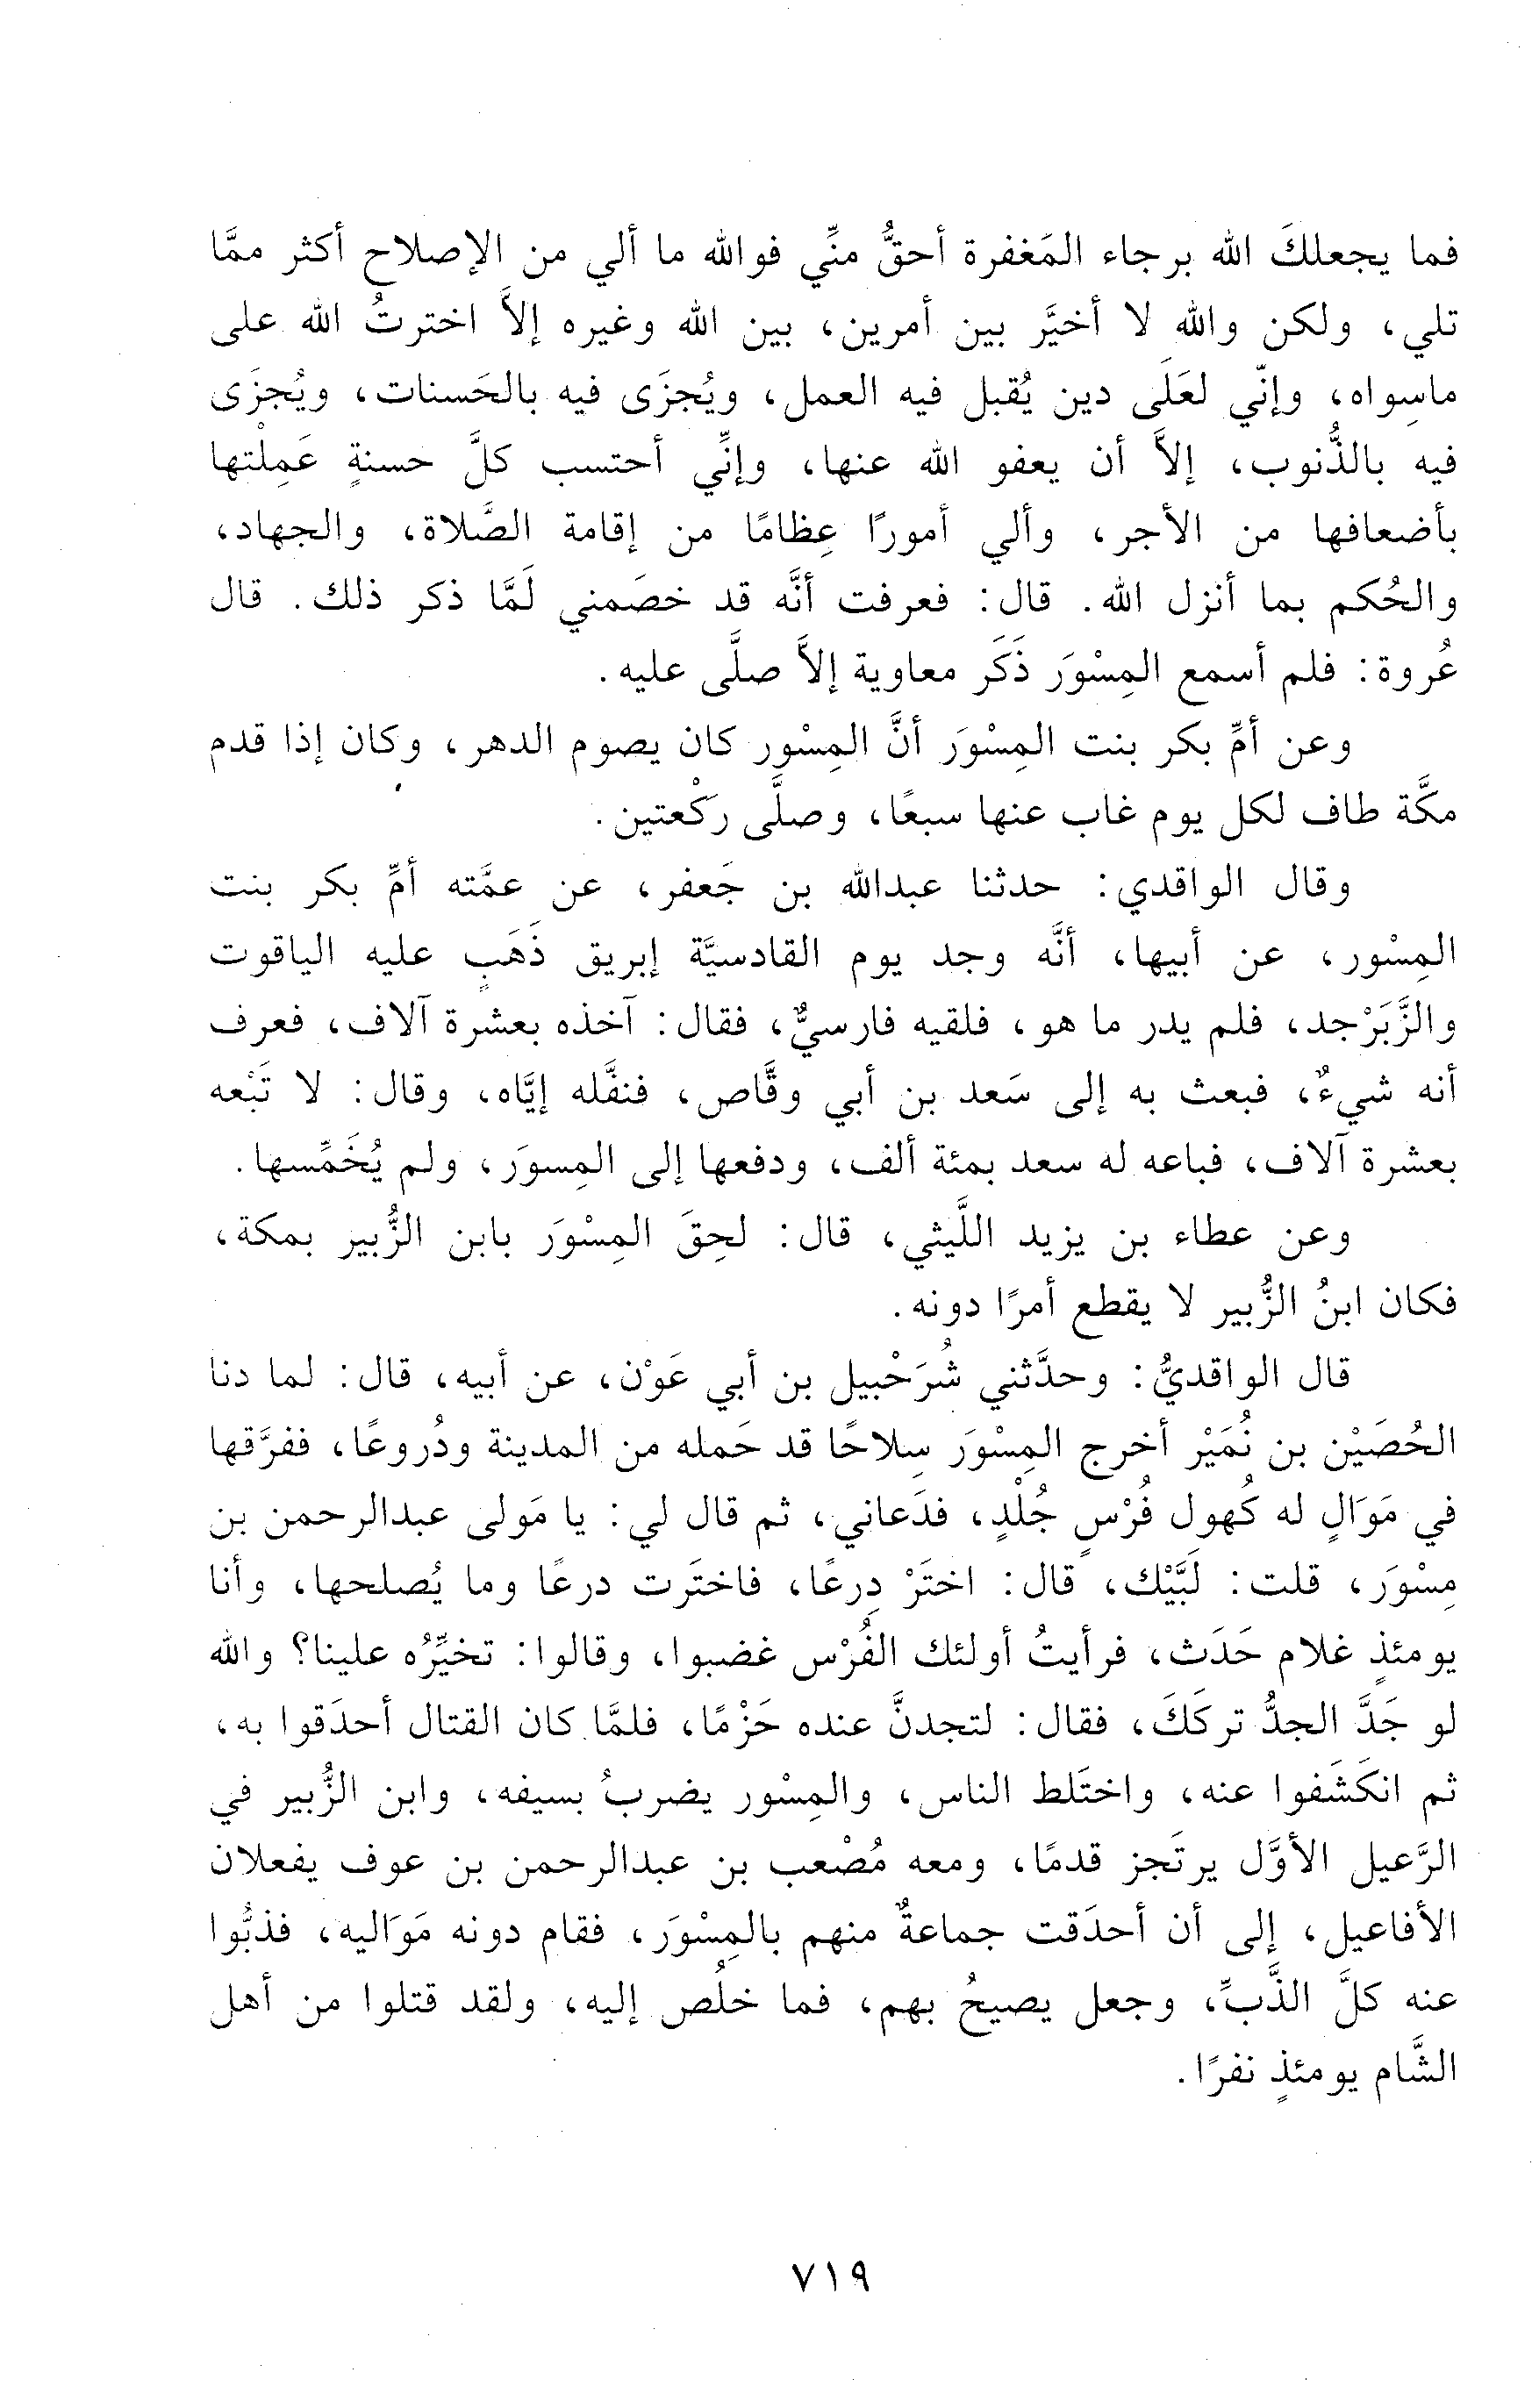 فما يجعلكَ الله برجاء المَغفرة أحقُّ منِّي فوالله ما ألي من الإصلاح أكثر ممَّا
تلي، ولكن والله لا أخيَّر بين أمرين، بين الله وغيره إلاَّ اخترتُ الله على
ماسِواه، وإنّي لعَلَى دين يُقبل فيه العمل، ويُجزَى فيه بالحَسنات، ويُجزَى
فيه بالذُّنوب، إلاَّ أن يعفو الله عنها، وإنِّي أحتسب كلَّ حسنةٍ عَمِلْتها
بأضعافها من الأجر، وألي أمورًا عِظامًا من إقامة الصَّلاة، والجهاد،
والحُكم بما أنزل الله. قال: فعرفت أنَّه قد خصَمني لَمَّا ذكر ذلك. قال
عُروة: فلم أسمع المِسْوَر ذَكَر معاوية إلاَّ صلَّى عليه.
وعن أمِّ بكر بنت المِسْوَر أنَّ المِسْور كان يصوم الدهر، وكان إذا قدم
مكَّة طاف لكل يوم غاب عنها سبعًا، وصلَّى ركْعتين.
وقال الواقدي: حدثنا عبدالله بن جَعفر، عن عمَّته أمِّ بكر بنت
المِسْور، عن أبيها، أنَّه وجد يوم القادسيَّة إبريق ذَهَبٍ عليه الياقوت
والزَّبَرْجد، فلم يدر ما هو، فلقيه فارسيٌّ، فقال: آخذه بعشرة آلاف، فعرف
أنه شيءٌ، فبعث به إلى سَعد بن أبي وقَّاص، فنفَّله إيَّاه، وقال: لا تَبْعه
بعشرة آلاف، فباعه له سعد بمئة ألف، ودفعها إلى المِسوَر، ولم يُخَمِّسها.
وعن عطاء بن يزيد اللَّيثي، قال: لحِقَ المِسْوَر بابن الزُّبير بمكة،
فكان ابنُ الزُّبير لا يقطع أمرًا دونه.
قال الواقديُّ: وحدَّثني شُرَحْبيل بن أبي عَوْن، عن أبيه، قال: لما دنا
الحُصَيْن بن نُمَيْر أخرج المِسْوَر سِلاحًا قد حَمله من المدينة ودُروعًا، ففرَّقها
في مَوَالٍ له كُهول فُرْسٍ جُلْدٍ، فدَعاني، ثم قال لي: يا مَولى عبدالرحمن بن
مِسْوَر، قلت: لَبَّيْك، قال: اختَرْ دِرعًا، فاختَرت درعًا وما يُصلحها، وأنا
يومئذٍ غلام حَدَث، فرأيتُ أولئك الفُرْس غضبوا، وقالوا: تخيِّرُه علينا؟ والله
لو جَدَّ الجدُّ تركَكَ، فقال: لتجدنَّ عنده حَزْمًا، فلمَّا كان القتال أحدَقوا به،
ثم انكَشَفوا عنه، واختَلط الناس، والمِسْور يضربُ بسيفه، وابن الزُّبير في
الرَّعيل الأوَّل يرتَجز قدمًا، ومعه مُصْعب بن عبدالرحمن بن عوف يفعلان
الأفاعيل، إلى أن أحدَقت جماعةٌ منهم بالمِسْوَر، فقام دونه مَوَاليه، فذبُّوا
عنه كلَّ الذَّبِّ، وجعل يصيحُ بهم، فما خلُص إليه، ولقد قتلوا من أهل
الشَّام يومئذٍ نفرًا.
٧١٩